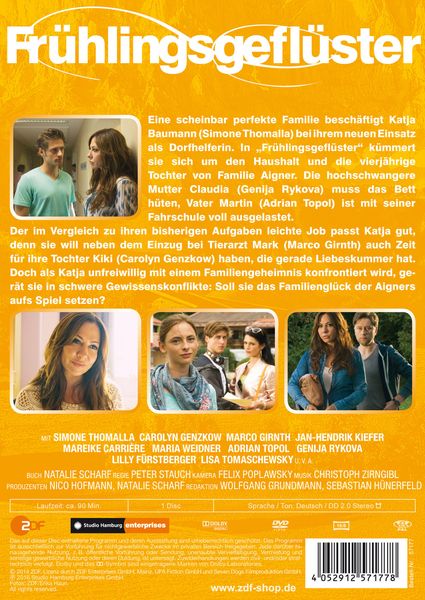 Frühlingsgeflüster
Eine scheinbar perfekte Familie beschäftigt Katja
Baumann (Simone Thomalla) bei ihrem neuen Einsatz
als Dorfhelferin. In „Frühlingsgeflüster“ kümmert
sie sich um den Haushalt und die vierjährige
Tochter von Familie Aigner. Die hochschwangere
Mutter Claudia (Genija Rykova) muss das Bett
hüten, Vater Martin (Adrian Topol) ist mit seiner
Fahrschule voll ausgelastet.
Der im Vergleich zu ihren bisherigen Aufgaben leichte Job passt Katja gut,
denn sie will neben dem Einzug bei Tierarzt Mark (Marco Girnth) auch Zeit
für ihre Tochter Kiki (Carolyn Genzkow) haben, die gerade Liebeskummer hat.
Doch als Katja unfreiwillig mit einem Familiengeheimnis konfrontiert wird, ge-
rät sie in schwere Gewissenskonflikte: Soll sie das Familienglück der Aigners
aufs Spiel setzen?
MIT SIMONE THOMALLA CAROLYN GENZKOW MARCO GIRNTH JAN-HENDRIK KIEFER
MAREIKE CARRIÈRE MARIA WEIDNER ADRIAN TOPOL GENIJA RYKOVA
LILLY FÜRSTBERGER LISA TOMASCHEWSKY U. V. A.
BUCH NATALIE SCHARF REGIE PETER STAUCH KAMERA FELIX POPLAWSKY MUSIK CHRISTOPH ZIRNGIBL
PRODUZENTEN NICO HOFMANN, NATALIE SCHARF REDAKTION WOLFGANG GRUNDMANN, SEBASTIAN HÜNERFELD
Laufzeit: ca. 90 Min 1 Disc Sprache / Ton: Deutsch / DD 2.0 Stereo
ZDF Studio Hamburg enterprises DOLBY DIGITAL DVD VIDEO 16:9 PAL
Bestell-Nr. 57177
4 052912 571778
www.zdf-shop.de